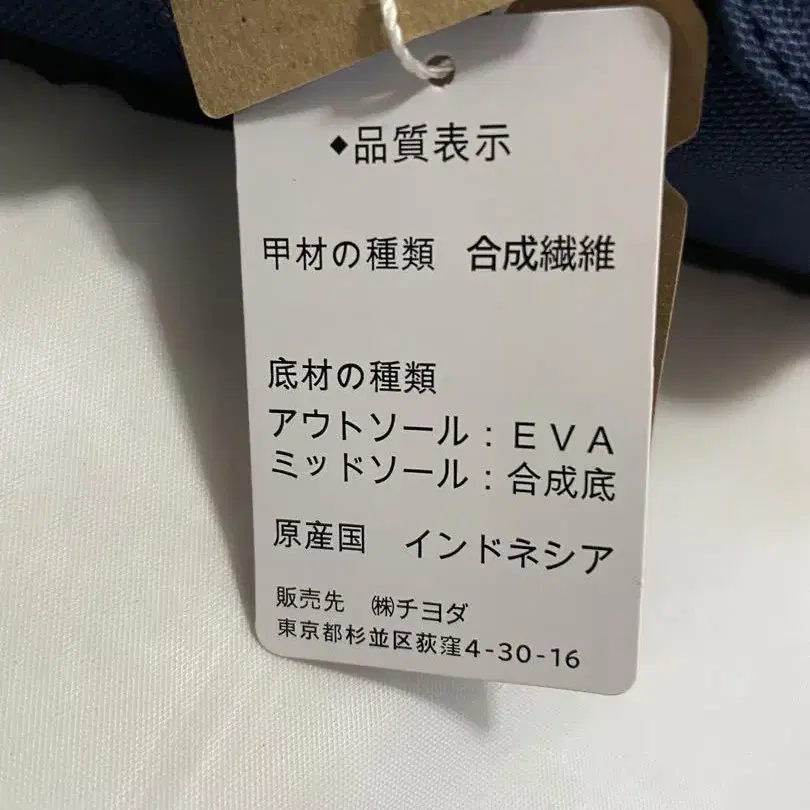 ◆品質表示
甲材の種類 合成繊維
底材の種類
アウトソール:EVA
ミッドソール:合成底
原産国 インドネシア
販売先 ㈱チヨダ
東京都杉並区荻窪4-30-16